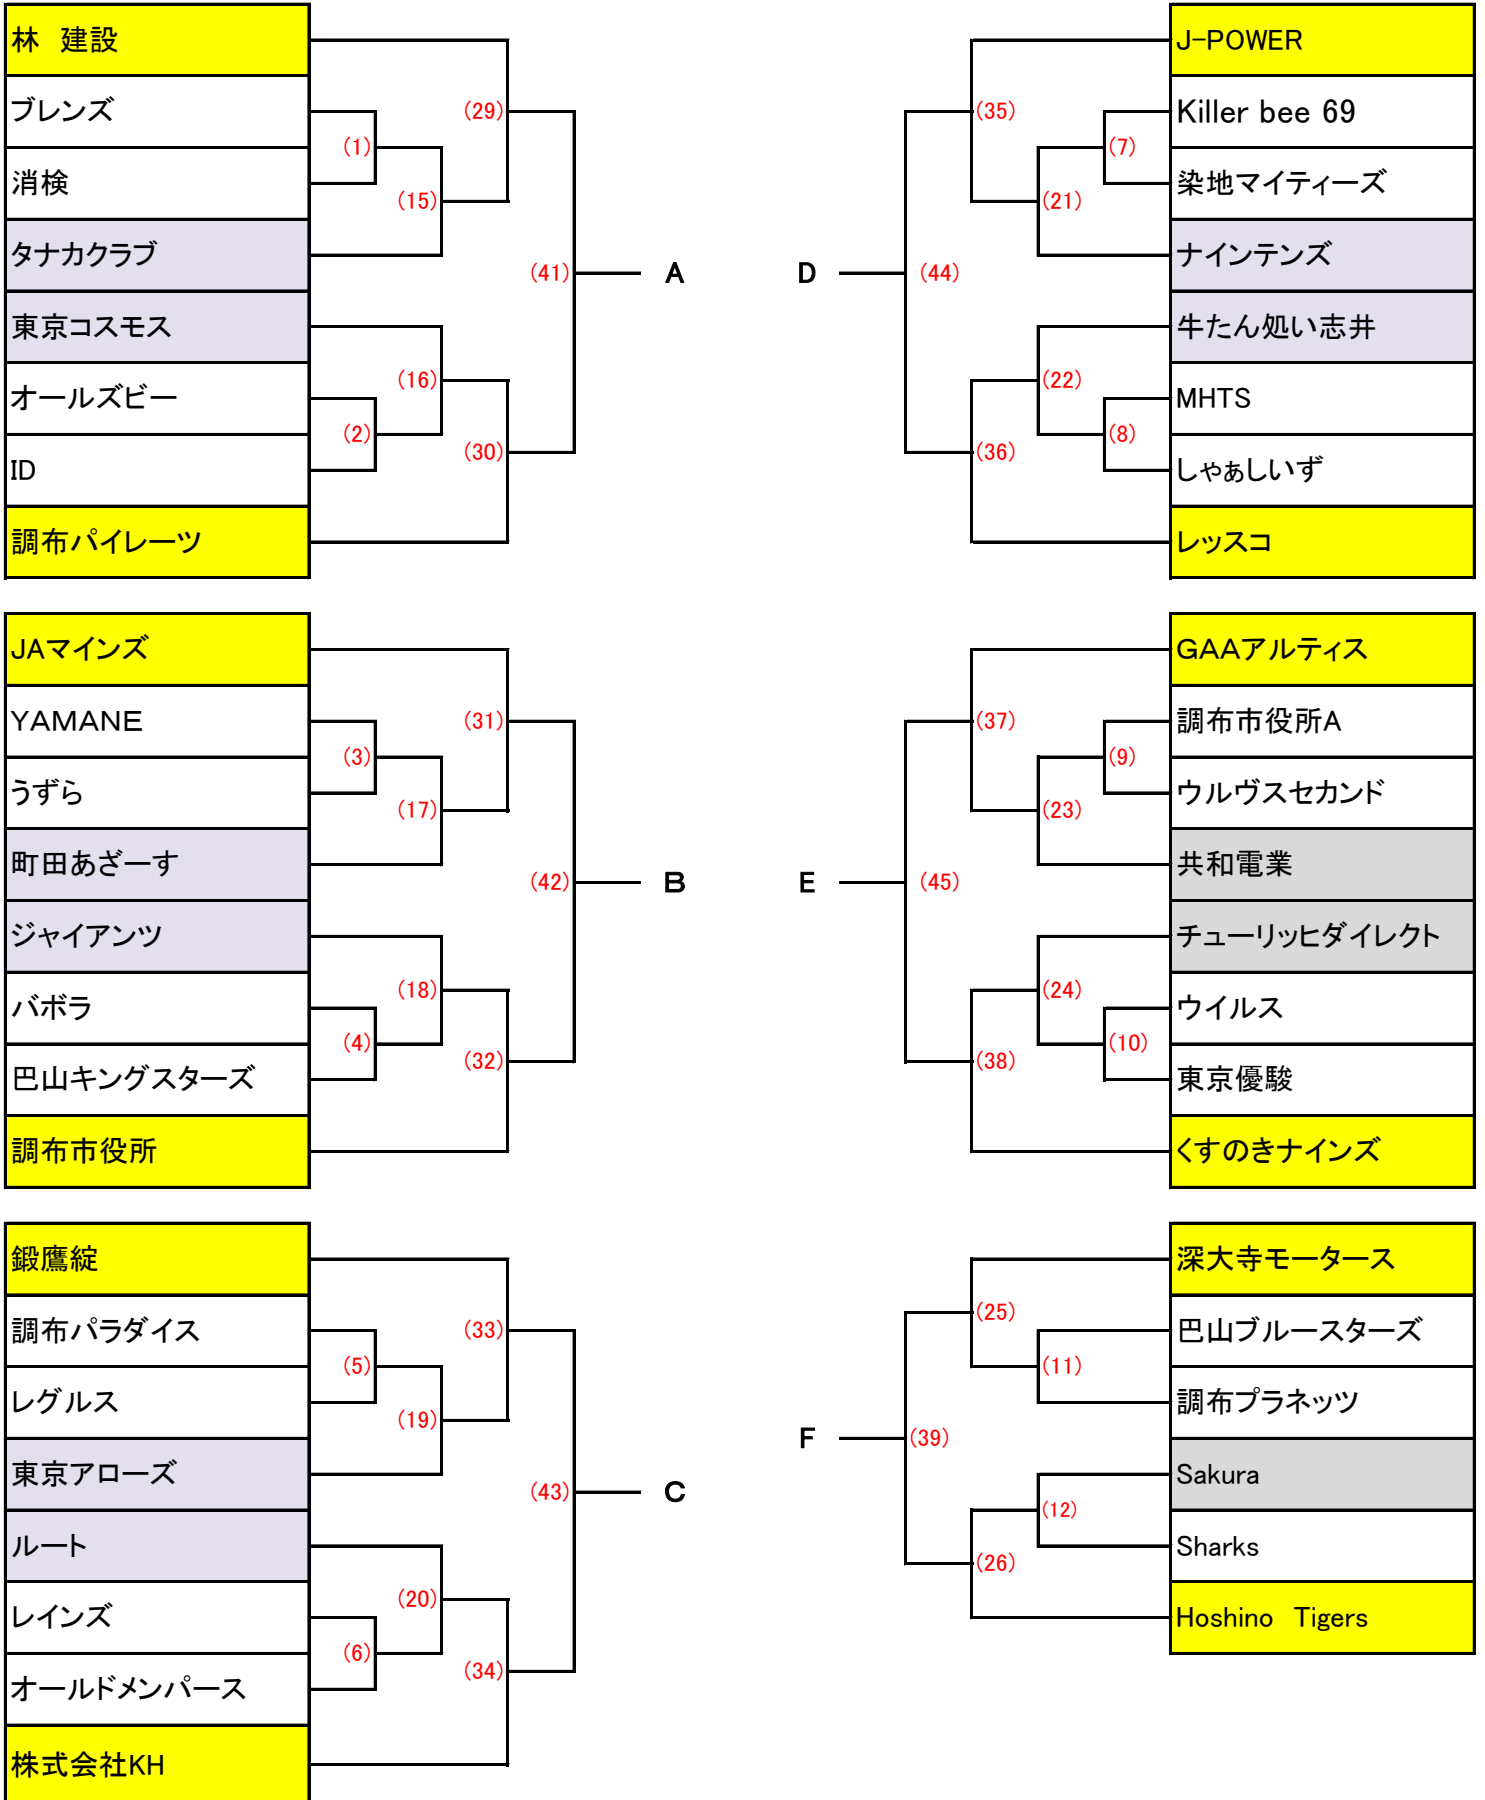 林　建設
ブレンズ
消検
タナカクラブ
東京コスモス
オールズビー
ID
調布パイレーツ
(1)
(15)
(29)
(16)
(2)
(30)
(41)
A
JAマインズ
YAMANE
うずら
町田あざーす
ジャイアンツ
バボラ
巴山キングスターズ
調布市役所
(3)
(17)
(31)
(18)
(4)
(32)
(42)
B
鍛鷹綻
調布パラダイス
レグルス
東京アローズ
ルート
レインズ
オールドメンパース
株式会社KH
(5)
(19)
(33)
(20)
(6)
(34)
(43)
C
J-POWER
Killer bee 69
染地マイティーズ
ナインテンズ
牛たん処い志井
MHTS
しゃぁしいず
レッスコ
(35)
(7)
(21)
(22)
(8)
(36)
(44)
D
GAAアルティス
調布市役所A
ウルヴスセカンド
共和電業
チューリッヒダイレクト
ウイルス
東京優駿
くすのきナインズ
(37)
(9)
(23)
(24)
(10)
(38)
(45)
E
深大寺モータース
巴山ブルースターズ
調布プラネッツ
Sakura
Sharks
Hoshino　Tigers
(25)
(11)
(12)
(26)
(39)
F